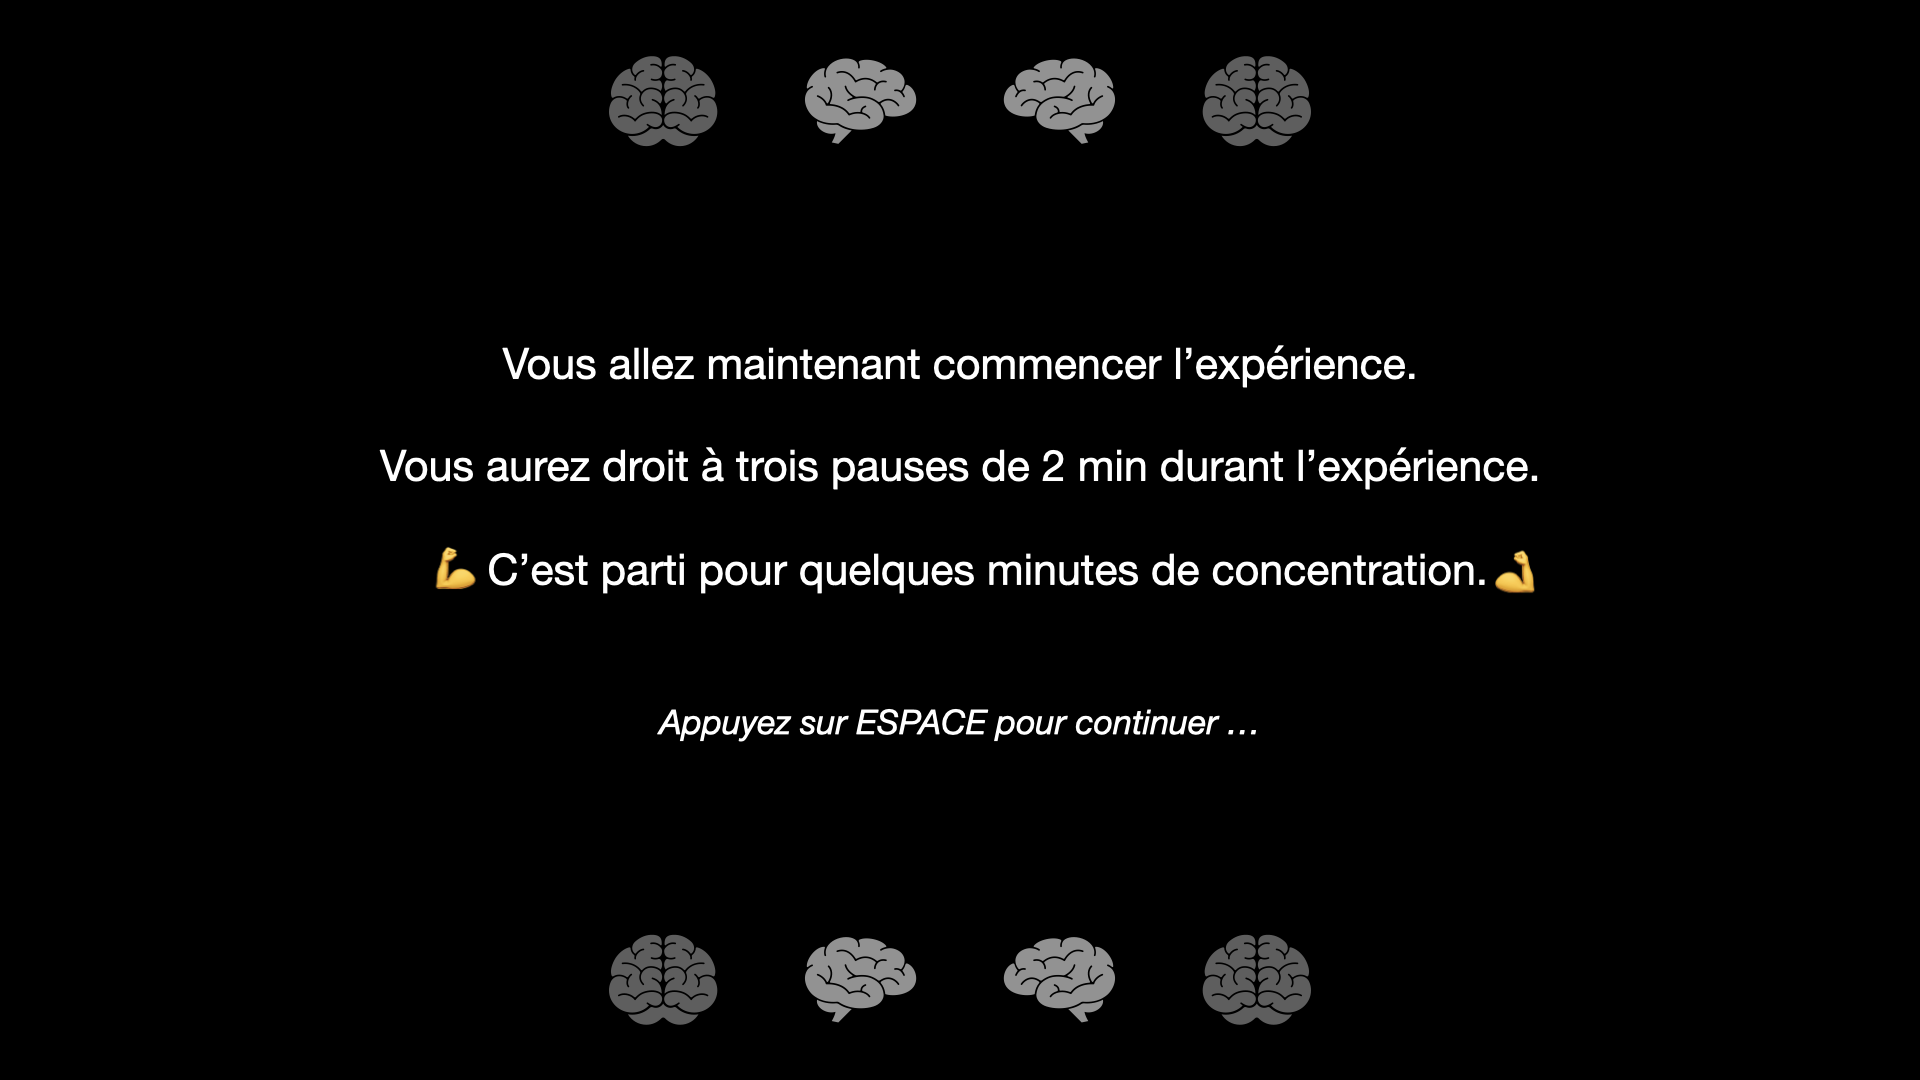 Vous allez maintenant commencer l’expérience.
Vous aurez droit à trois pauses de 2 min durant l’expérience.
💪 C’est parti pour quelques minutes de concentration.💪
Appuyez sur ESPACE pour continuer …